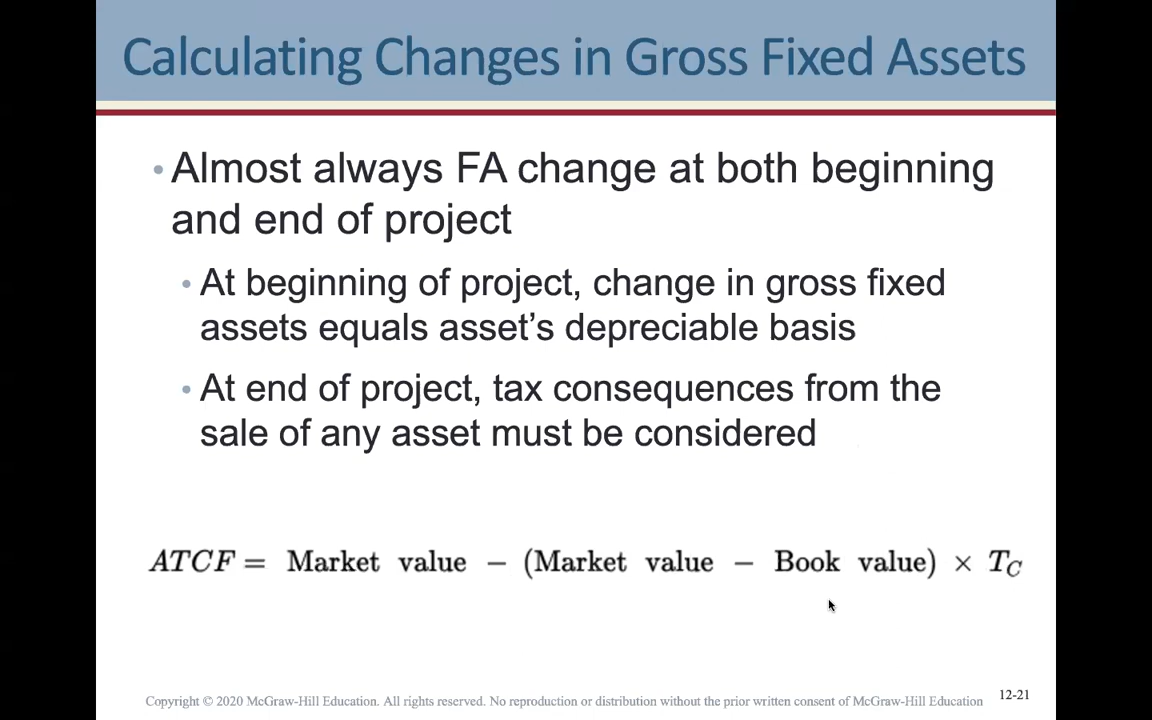 Calculating Changes in Gross Fixed Assets
• Almost always FA change at both beginning
and end of project
• At beginning of project, change in gross fixed
assets equals asset’s depreciable basis
• At end of project, tax consequences from the
sale of any asset must be considered
ATCF = Market value − (Market value − Book value) × T_C
Copyright © 2020 McGraw-Hill Education. All rights reserved. No reproduction or distribution without the prior written consent of McGraw-Hill Education
12-21